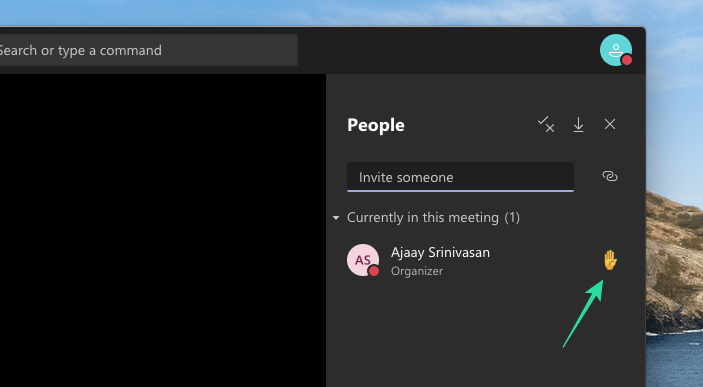 Search or type a command
People
Invite someone
Currently in this meeting (1)
AS
Ajaay Srinivasan
Organizer